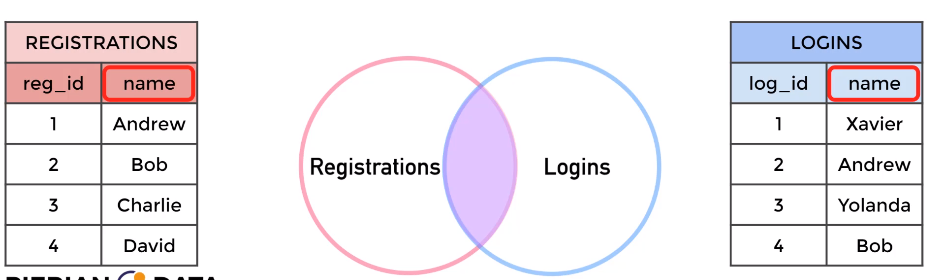 REGISTRATIONS
reg_id name
1 Andrew
2 Bob
3 Charlie
4 David
Registrations
Logins
LOGINS
log_id name
1 Xavier
2 Andrew
3 Yolanda
4 Bob
DATA